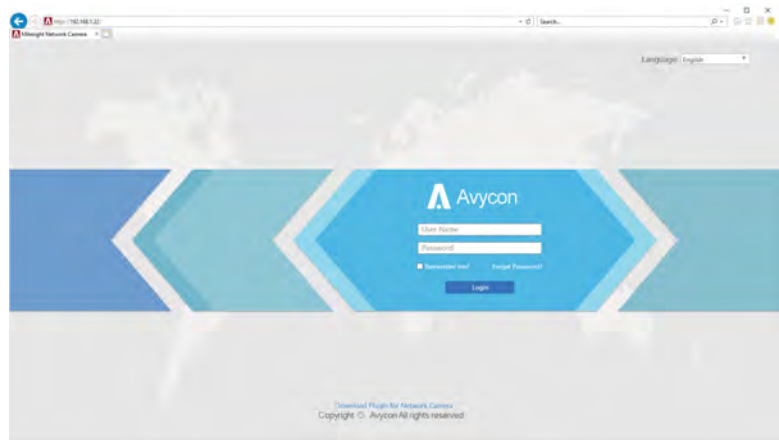 http://192.168.1.22/
Search...
Milesight Network Camera
Language: English
Avycon
User Name
Password
Remember me? Forgot Password?
Login
Download Plugin for Network Camera
Copyright © Avycon All rights reserved